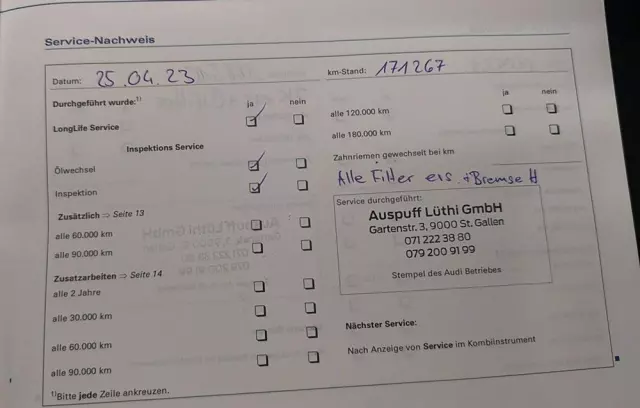 Service-Nachweis
Datum: 25.04.23
km-Stand: 171267
Durchgeführt wurde:1)
ja nein
ja nein
LongLife Service
alle 120.000 km
alle 180.000 km
Inspektions Service
Zahnriemen gewechselt bei km
Ölwechsel
Alle Filter ers. + Bremse H
Inspektion
Service durchgeführt:
Auspuff Lüthi GmbH
Gartenstr. 3, 9000 St. Gallen
071 222 38 80
079 200 91 99
Stempel des Audi Betriebes
Zusätzlich ⇒ Seite 13
alle 60.000 km
alle 90.000 km
Zusatzarbeiten ⇒ Seite 14
alle 2 Jahre
alle 30.000 km
alle 60.000 km
alle 90.000 km
Nächster Service:
Nach Anzeige von Service im Kombiinstrument
1)Bitte jede Zeile ankreuzen.